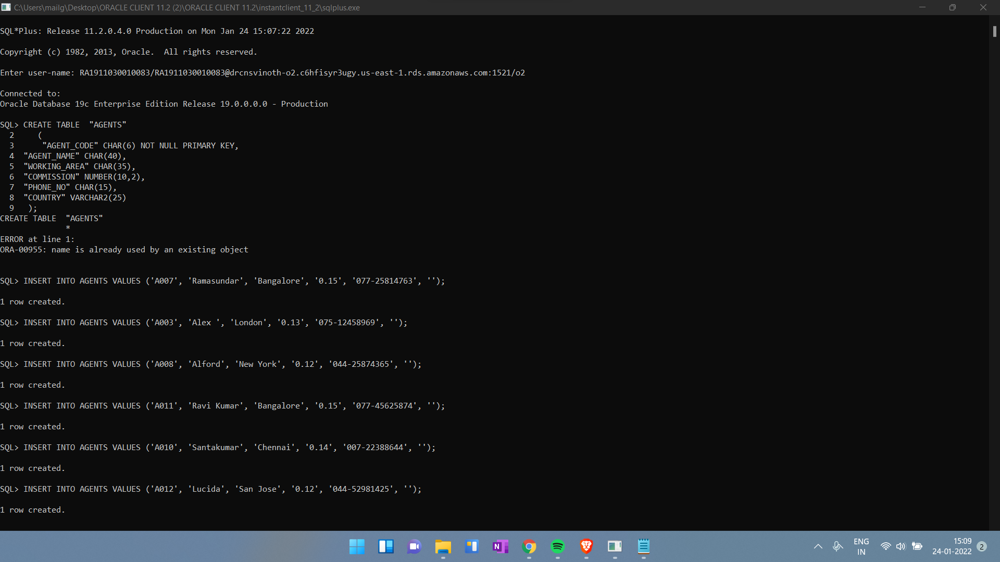 C:\Users\mailg\Desktop\ORACLE CLIENT 11.2 (2)\ORACLE CLIENT 11.2\instantclient_11_2\sqlplus.exe
SQL*Plus: Release 11.2.0.4.0 Production on Mon Jan 24 15:07:22 2022
Copyright (c) 1982, 2013, Oracle.  All rights reserved.
Enter user-name: RA1911030010083/RA1911030010083@drcnsvinoth-o2.c6hfisyr3ugy.us-east-1.rds.amazonaws.com:1521/o2
Connected to:
Oracle Database 19c Enterprise Edition Release 19.0.0.0.0 - Production
SQL> CREATE TABLE  "AGENTS"
  2     (
  3      "AGENT_CODE" CHAR(6) NOT NULL PRIMARY KEY,
  4  "AGENT_NAME" CHAR(40),
  5  "WORKING_AREA" CHAR(35),
  6  "COMMISSION" NUMBER(10,2),
  7  "PHONE_NO" CHAR(15),
  8  "COUNTRY" VARCHAR2(25)
  9   );
CREATE TABLE  "AGENTS"
              *
ERROR at line 1:
ORA-00955: name is already used by an existing object
SQL> INSERT INTO AGENTS VALUES ('A007', 'Ramasundar', 'Bangalore', '0.15', '077-25814763', '');
1 row created.
SQL> INSERT INTO AGENTS VALUES ('A003', 'Alex ', 'London', '0.13', '075-12458969', '');
1 row created.
SQL> INSERT INTO AGENTS VALUES ('A008', 'Alford', 'New York', '0.12', '044-25874365', '');
1 row created.
SQL> INSERT INTO AGENTS VALUES ('A011', 'Ravi Kumar', 'Bangalore', '0.15', '077-45625874', '');
1 row created.
SQL> INSERT INTO AGENTS VALUES ('A010', 'Santakumar', 'Chennai', '0.14', '007-22388644', '');
1 row created.
SQL> INSERT INTO AGENTS VALUES ('A012', 'Lucida', 'San Jose', '0.12', '044-52981425', '');
1 row created.
N
ENG
IN
15:09
24-01-2022
2